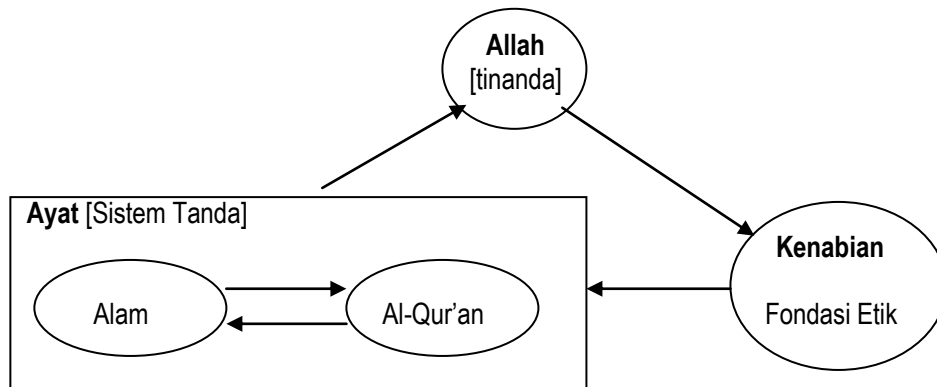 Allah
[tinanda]
Ayat [Sistem Tanda]
Alam
Al-Qur'an
Kenabian
Fondasi Etik